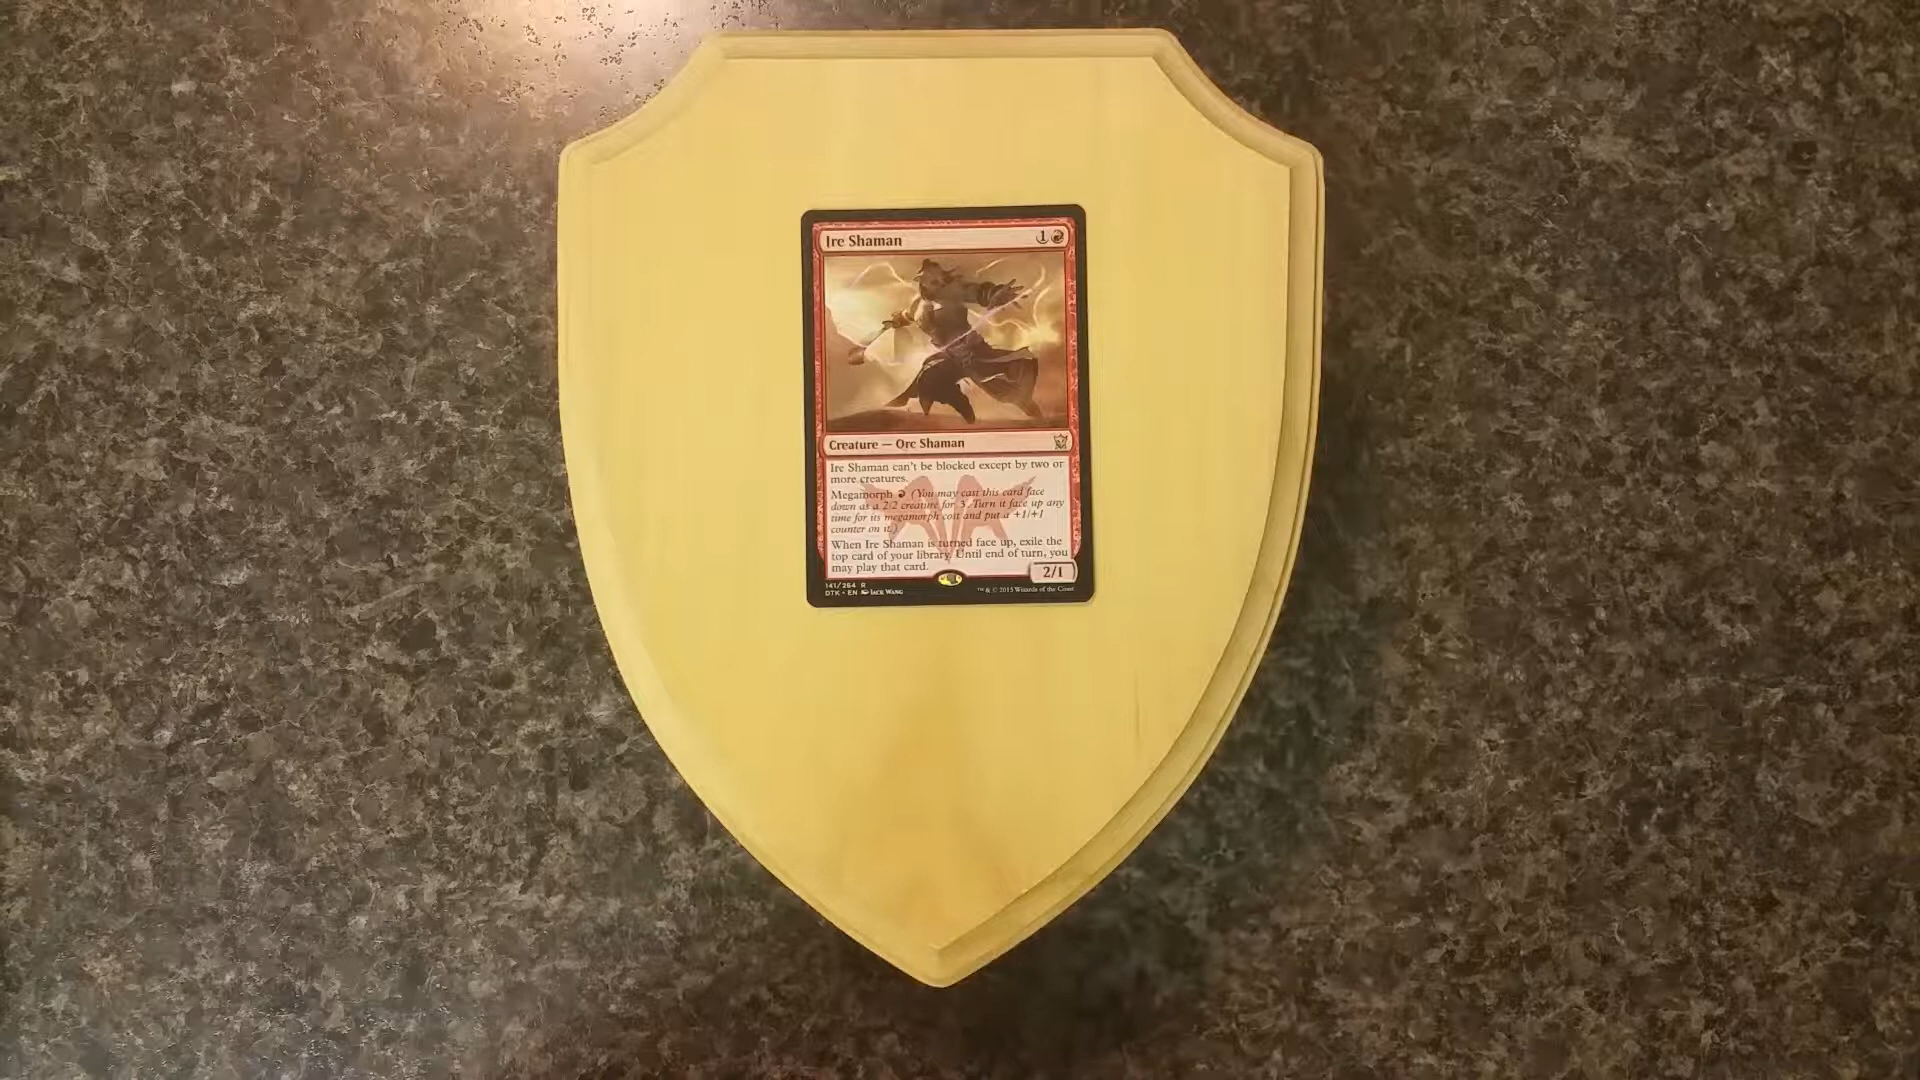 Ire Shaman 1
Creature — Orc Shaman
Ire Shaman can't be blocked except by two or
more creatures.
Megamorph (You may cast this card face
down as a 2/2 creature for 3. Turn it face up any
time for its megamorph cost and put a +1/+1
counter on it.)
When Ire Shaman is turned face up, exile the
top card of your library. Until end of turn, you
may play that card.
2/1
141/264 R
DTK • EN Jack Wang
™ & © 2015 Wizards of the Coast